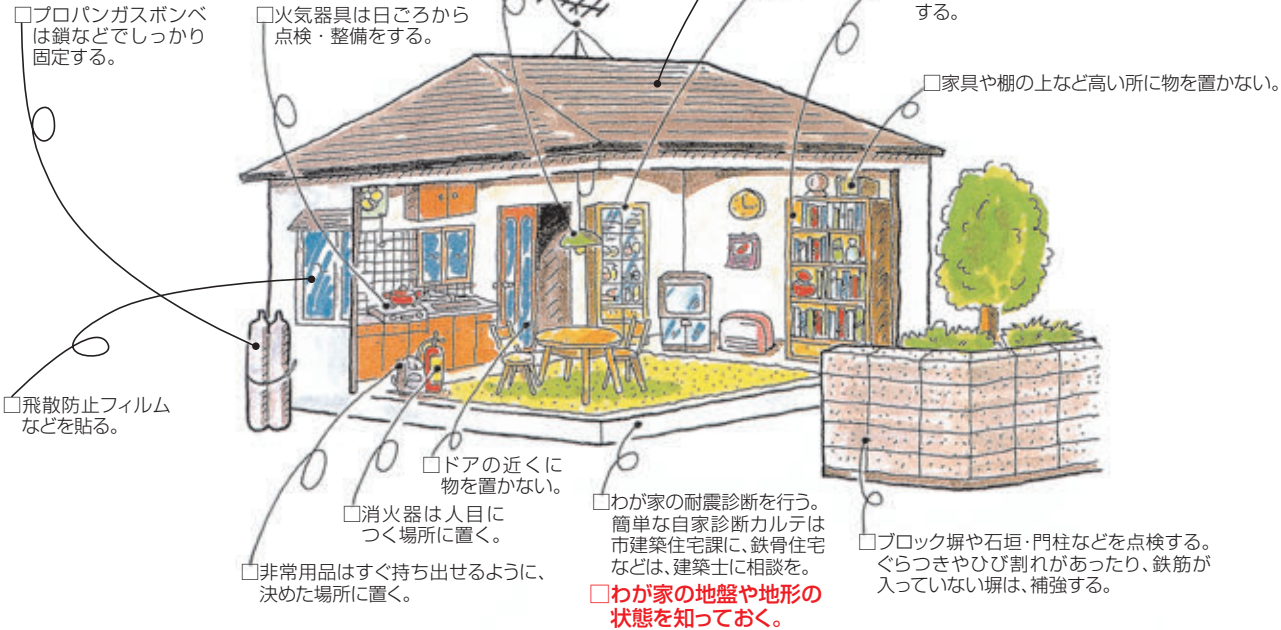 □プロパンガスボンベ
は鎖などでしっかり
固定する。
□火気器具は日ごろから
点検・整備をする。
する。
□家具や棚の上など高い所に物を置かない。
□飛散防止フィルム
などを貼る。
□ドアの近くに
物を置かない。
□消火器は人目に
つく場所に置く。
□非常用品はすぐ持ち出せるように、
決めた場所に置く。
□わが家の耐震診断を行う。
簡単な自家診断カルテは
市建築住宅課に、鉄骨住宅
などは、建築士に相談を。
□わが家の地盤や地形の
状態を知っておく。
□ブロック塀や石垣・門柱などを点検する。
ぐらつきやひび割れがあったり、鉄筋が
入っていない塀は、補強する。